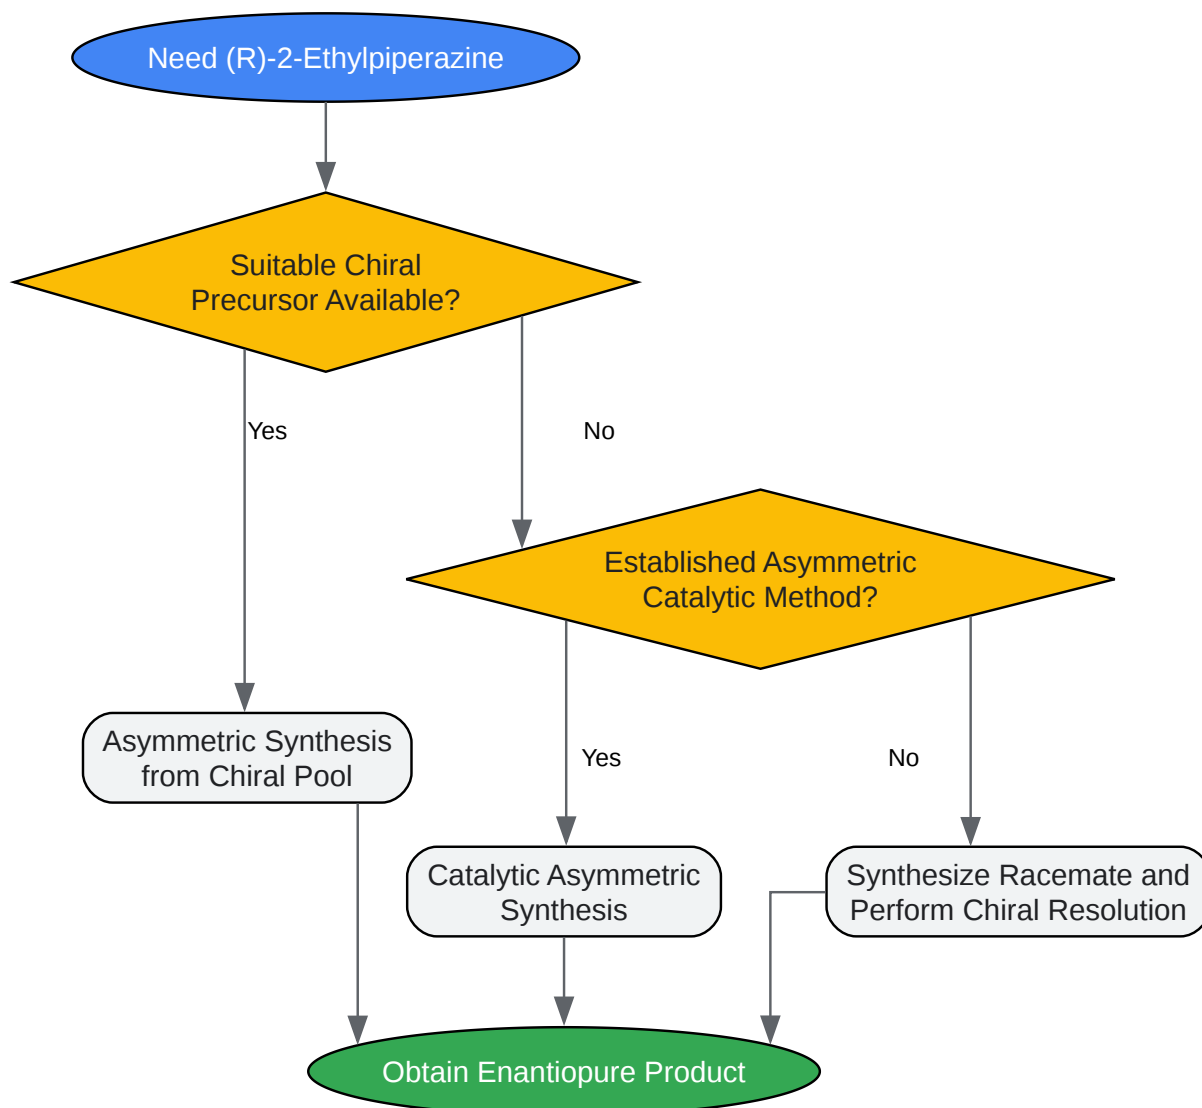 Need (R)-2-Ethylpiperazine
Suitable Chiral
Precursor Available?
Yes
No
Established Asymmetric
Catalytic Method?
Asymmetric Synthesis
from Chiral Pool
Yes
No
Catalytic Asymmetric
Synthesis
Synthesize Racemate and
Perform Chiral Resolution
Obtain Enantiopure Product